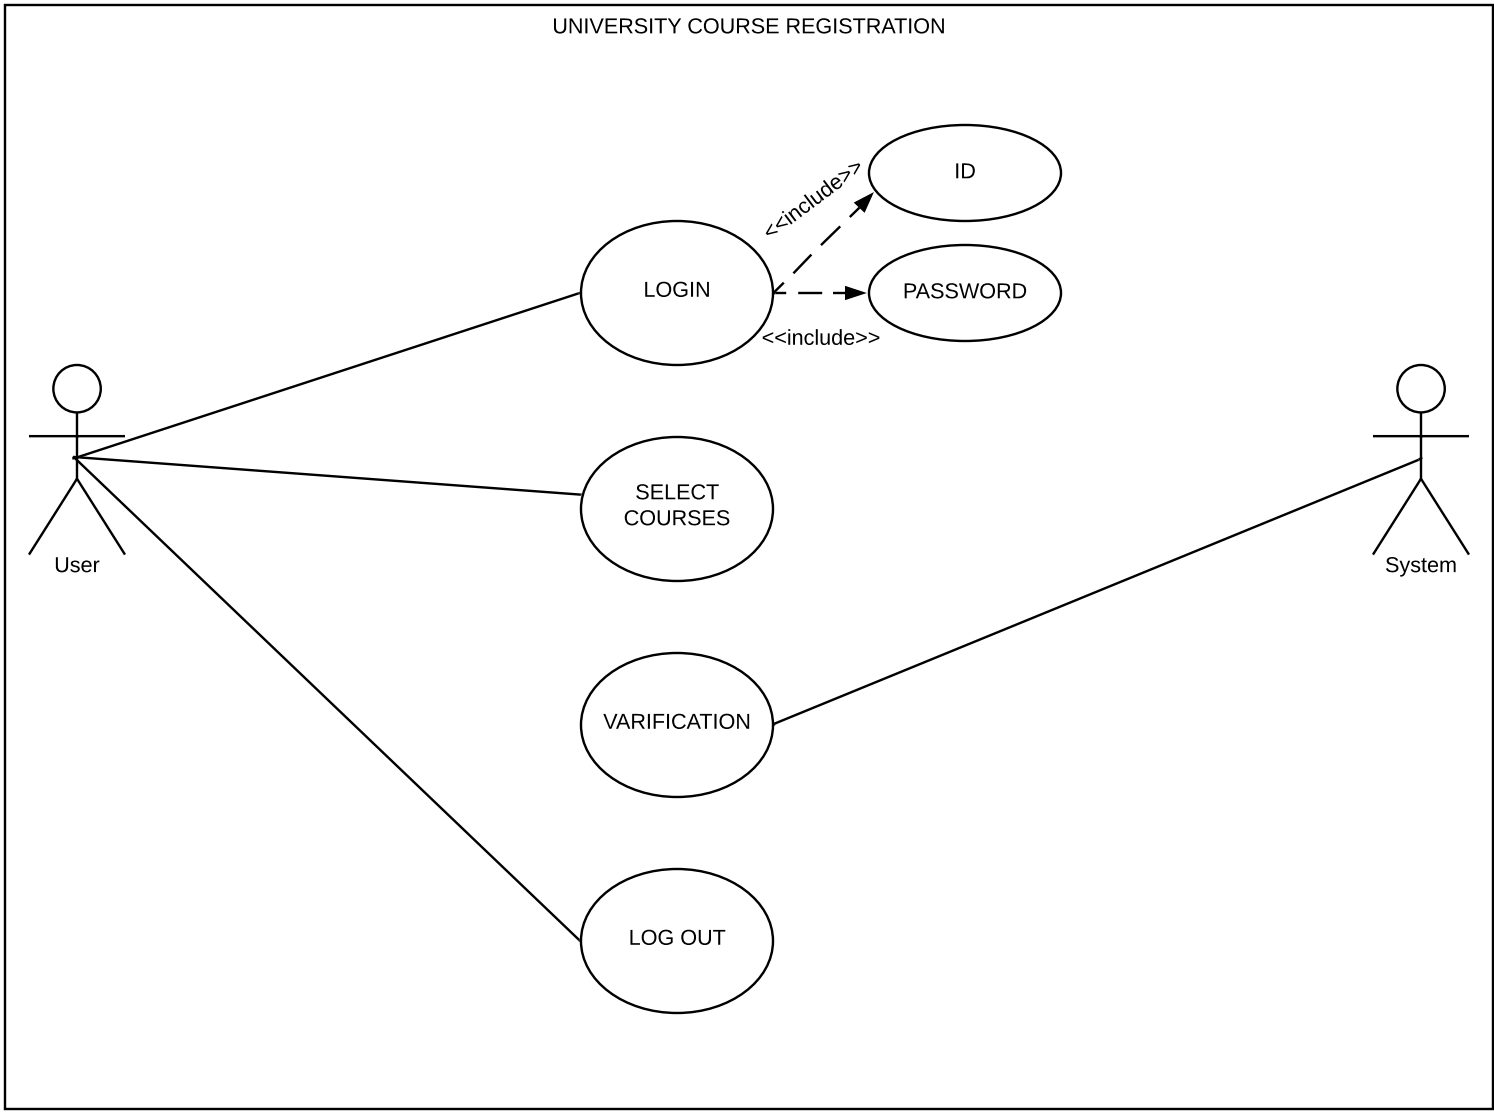 UNIVERSITY COURSE REGISTRATION
<<include>>
ID
LOGIN
PASSWORD
<<include>>
SELECT
COURSES
User
System
VARIFICATION
LOG OUT